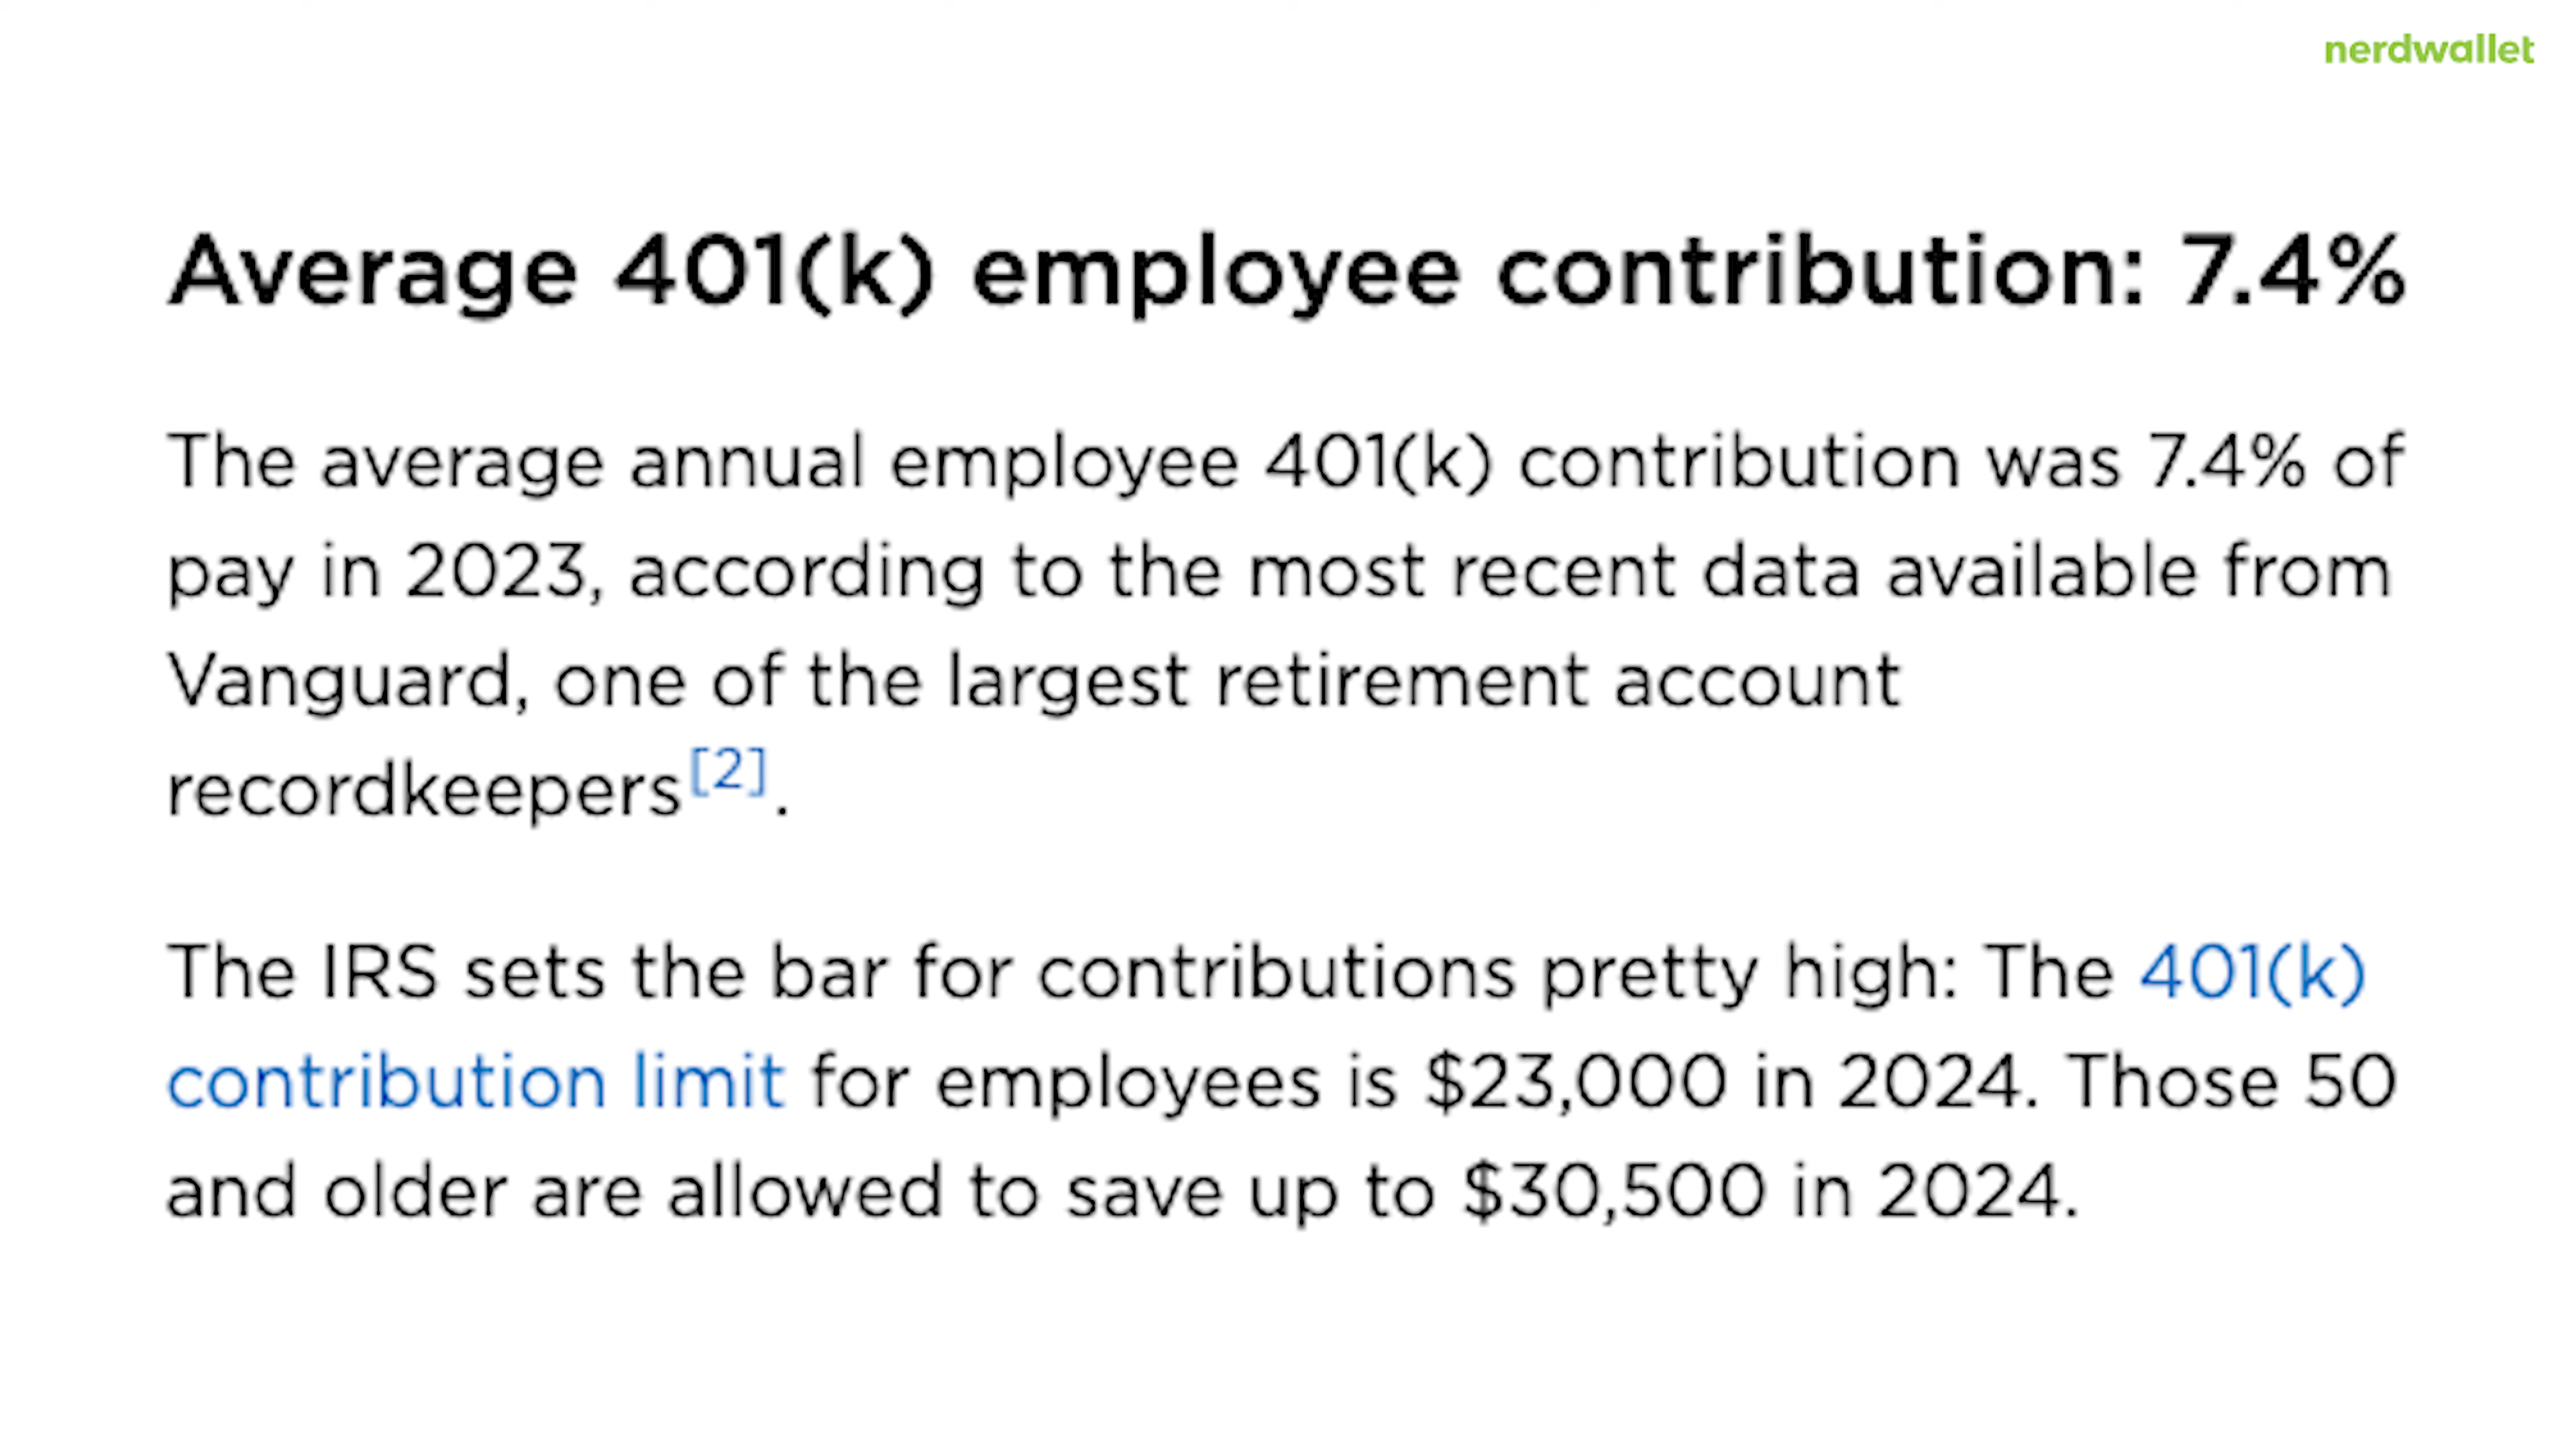 nerdwallet
Average 401(k) employee contribution: 7.4%
The average annual employee 401(k) contribution was 7.4% of
pay in 2023, according to the most recent data available from
Vanguard, one of the largest retirement account
recordkeepers[2].
The IRS sets the bar for contributions pretty high: The 401(k)
contribution limit for employees is $23,000 in 2024. Those 50
and older are allowed to save up to $30,500 in 2024.